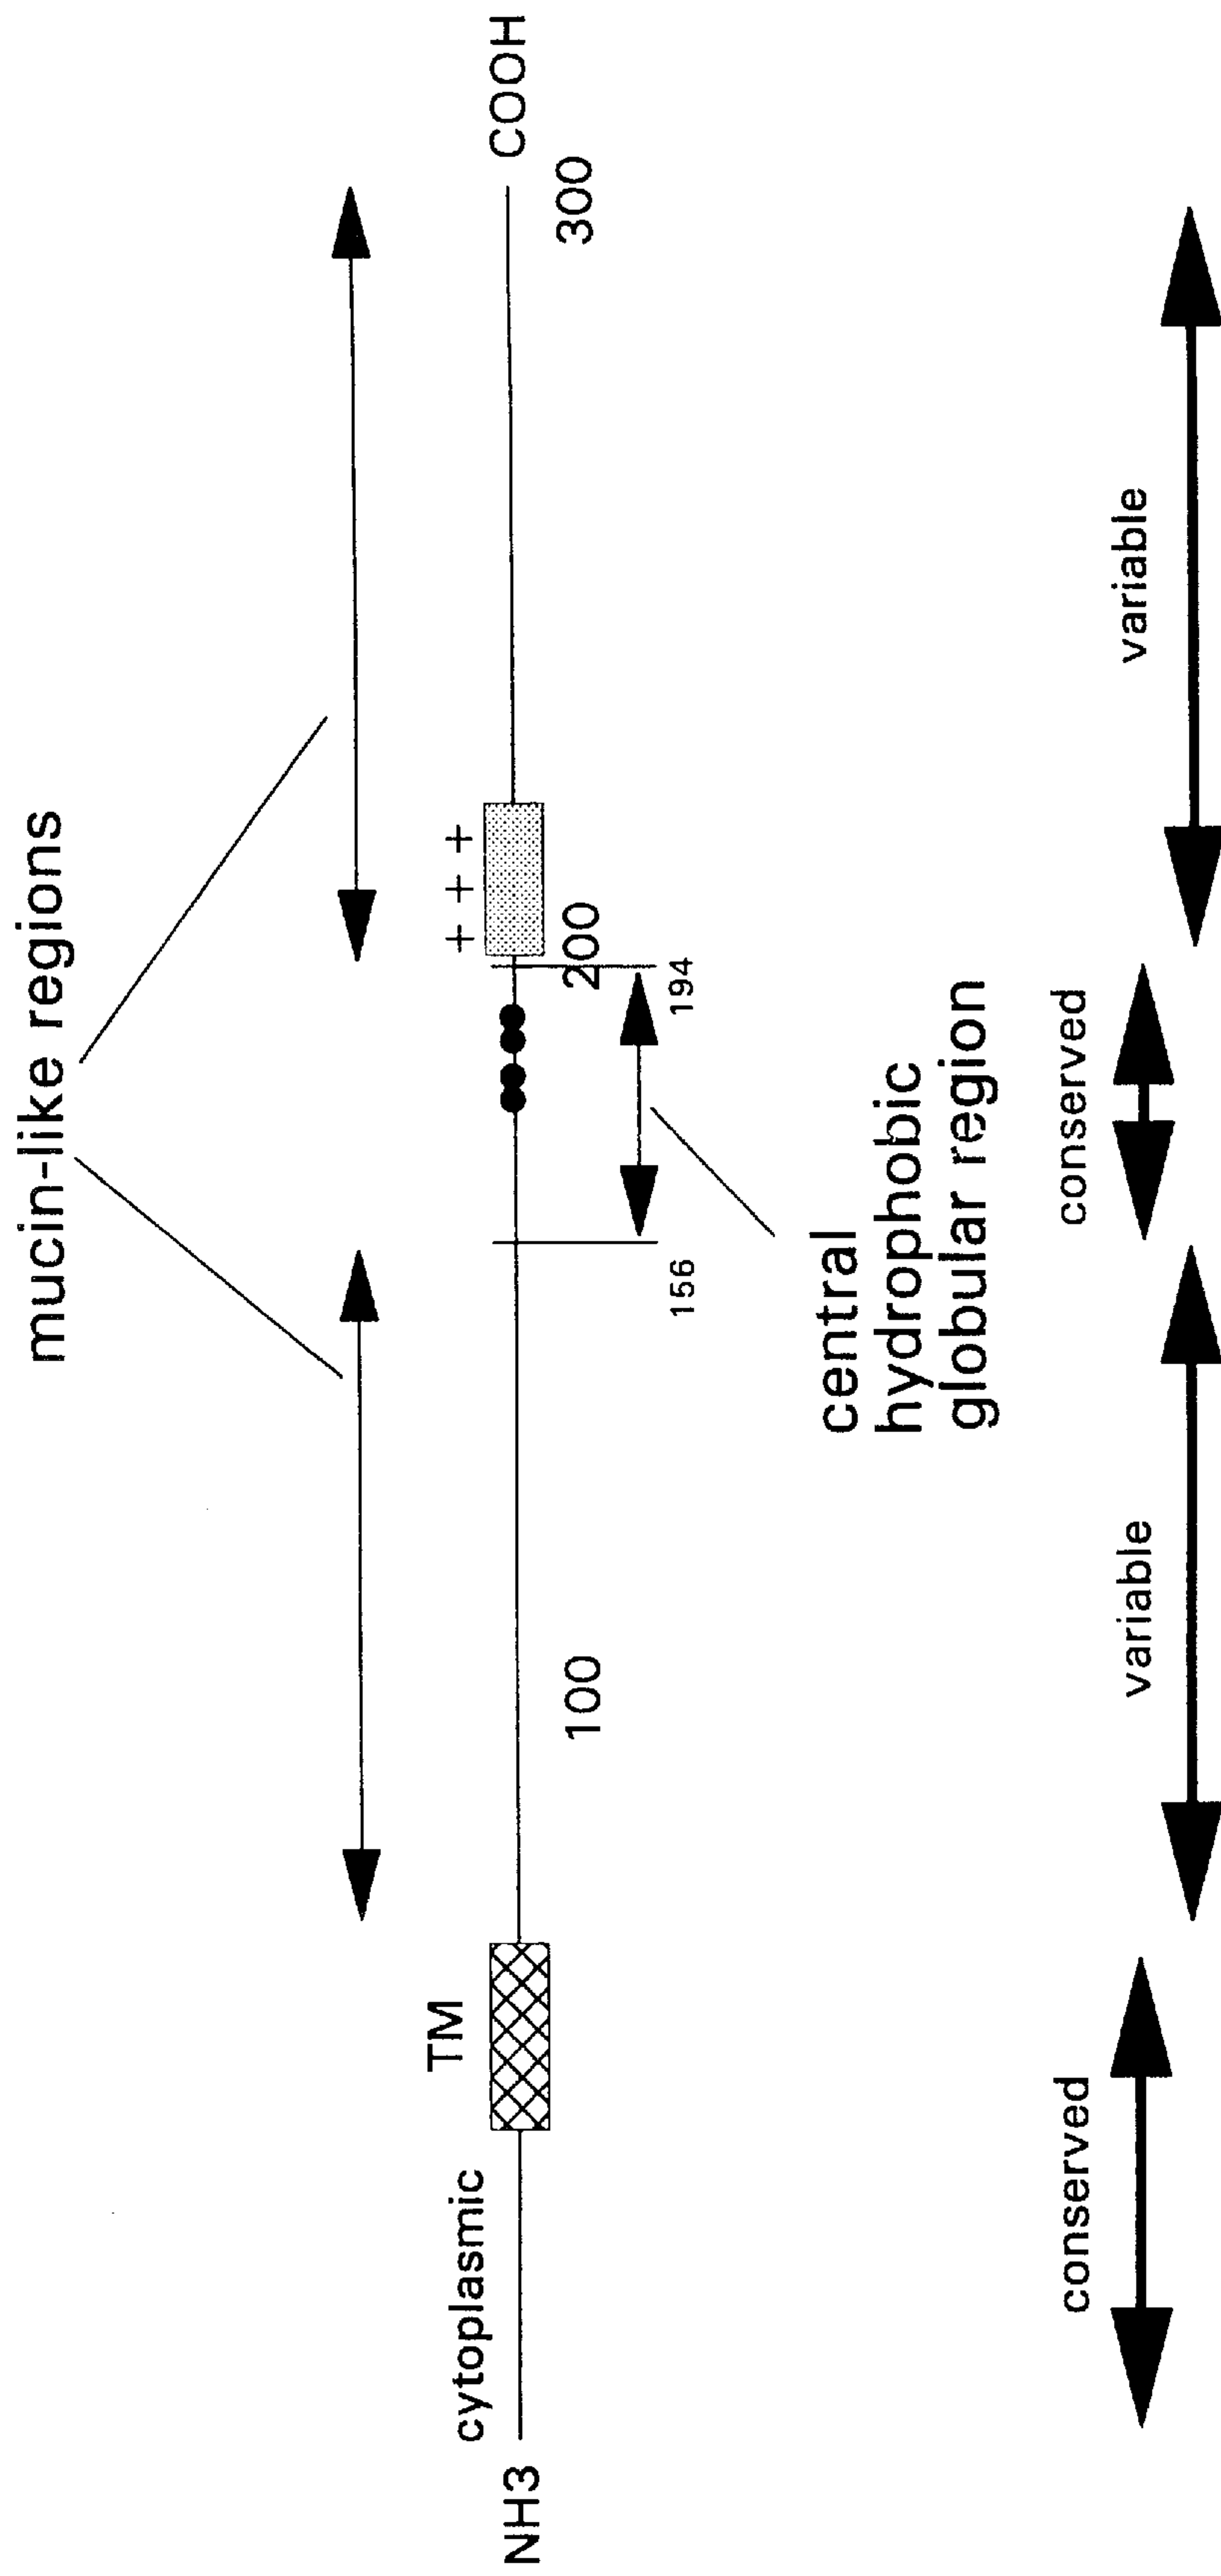 mucin-like regions
cytoplasmic
TM
+ + +
NH3
COOH
100
200
300
156
194
central
hydrophobic
globular region
conserved
variable
conserved
variable